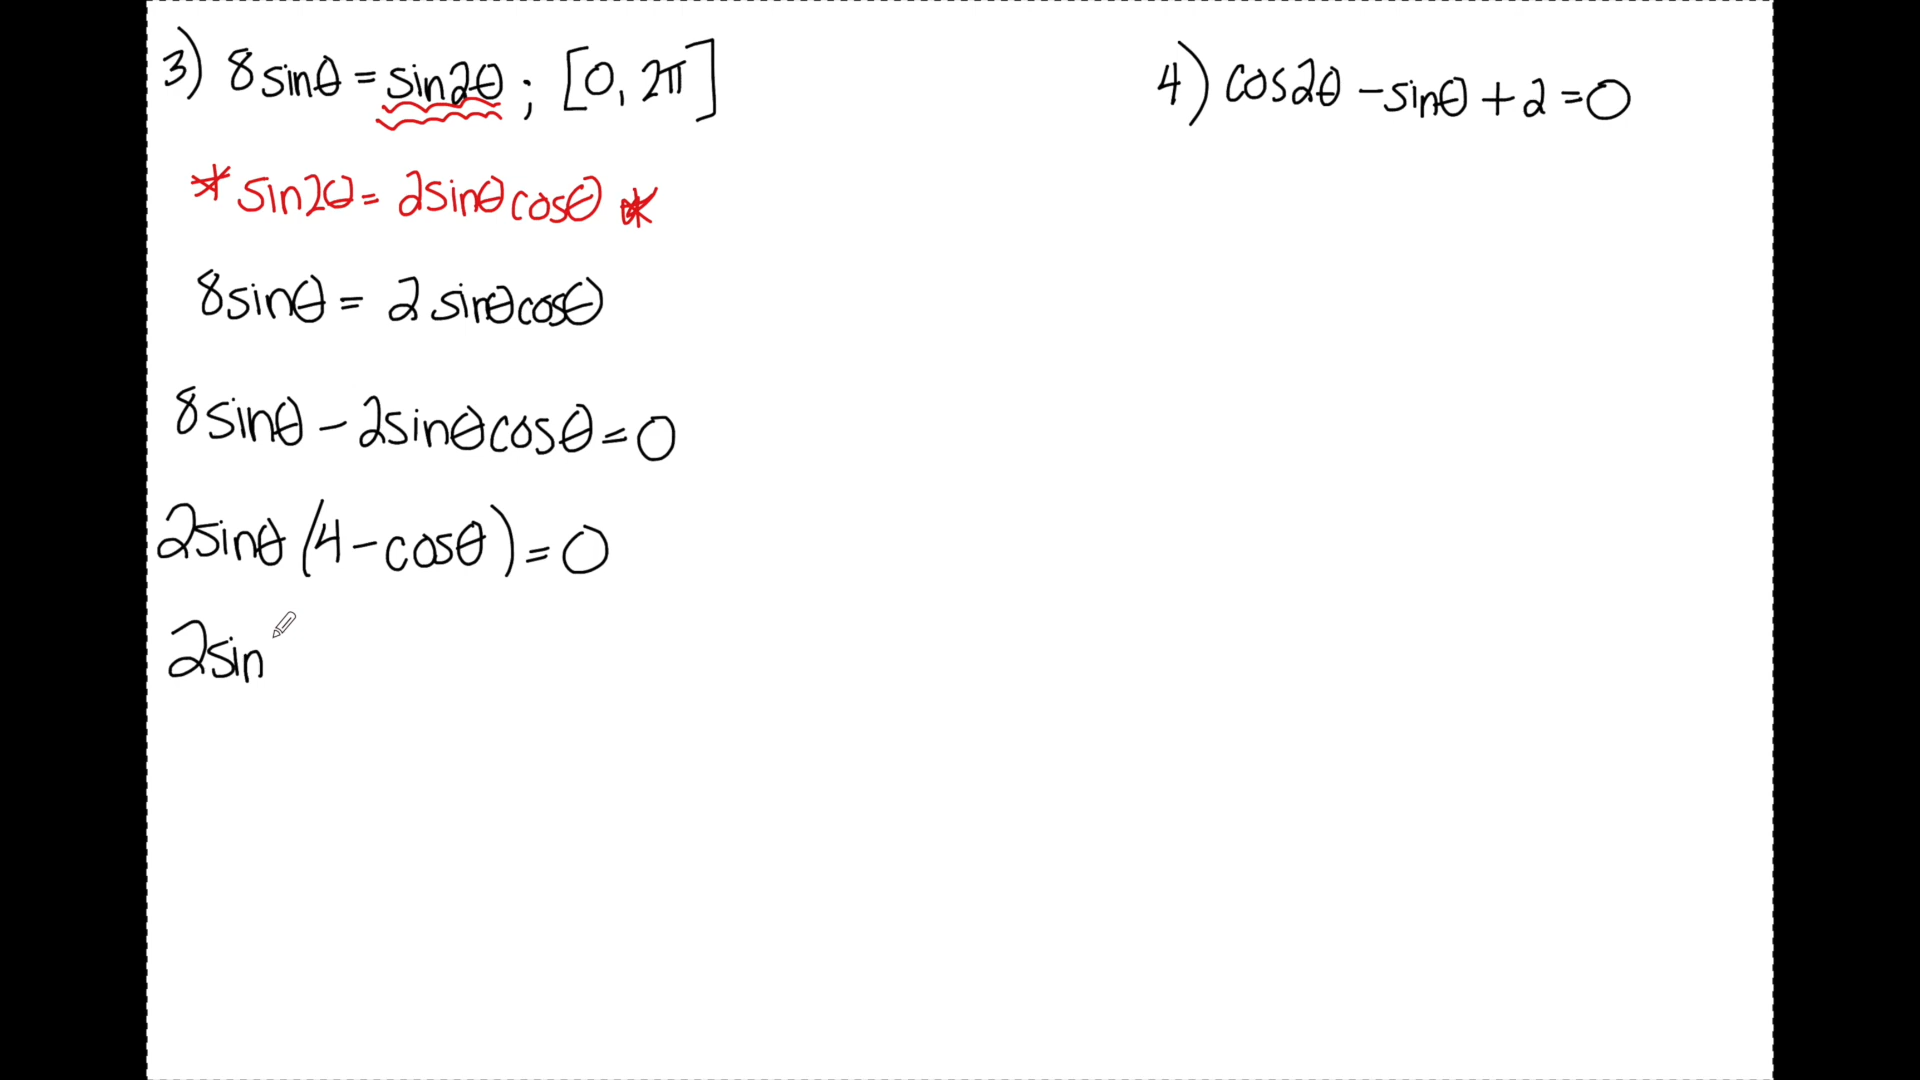 3) 8sinθ = sin2θ ; [0, 2π]
* sin2θ = 2sinθcosθ *
8sinθ = 2sinθcosθ
8sinθ - 2sinθcosθ = 0
2sinθ(4-cosθ) = 0
2sin
4) cos2θ - sinθ + 2 = 0